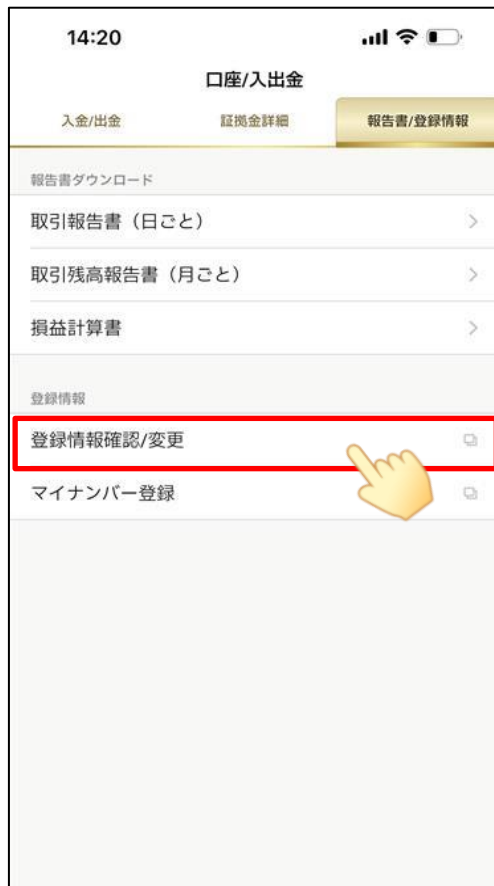 14:20
口座/入出金
入金/出金 証拠金詳細 報告書/登録情報
報告書ダウンロード
取引報告書（日ごと）
取引残高報告書（月ごと）
損益計算書
登録情報
登録情報確認/変更
マイナンバー登録